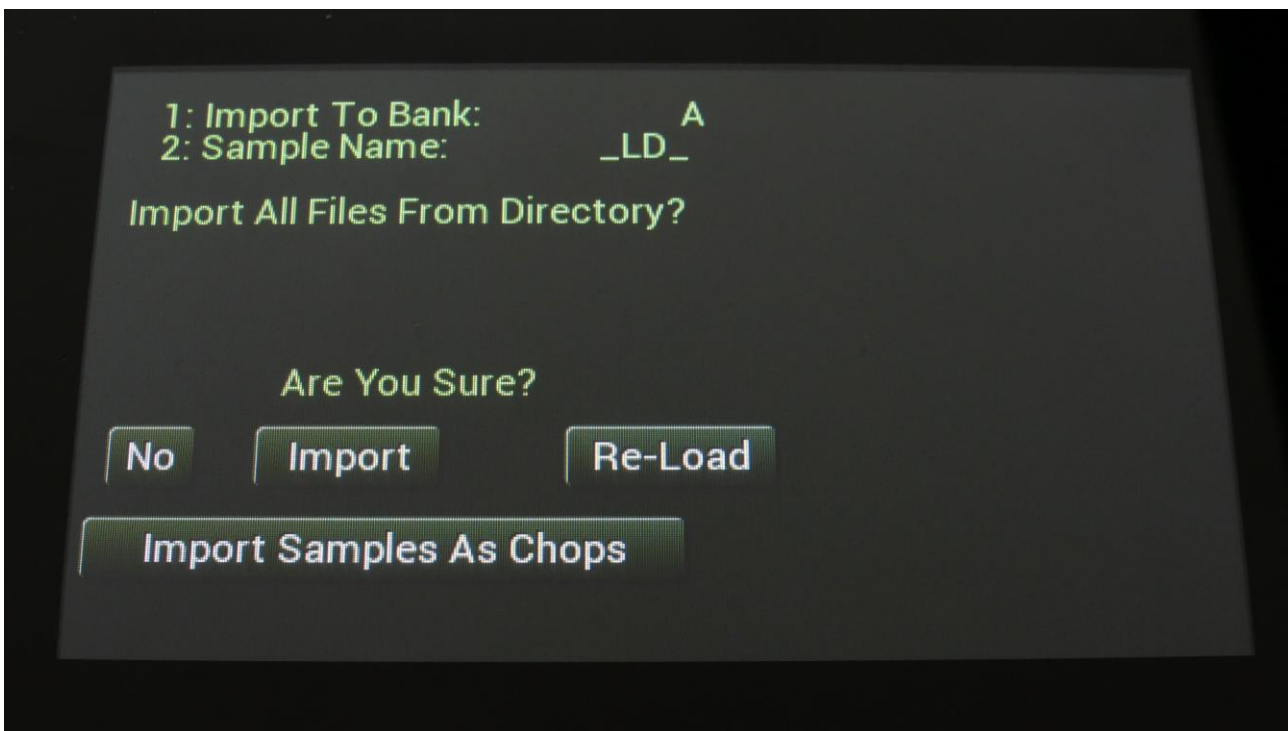 1: Import To Bank: A
2: Sample Name: _LD_
Import All Files From Directory?
Are You Sure?
No Import Re-Load
Import Samples As Chops